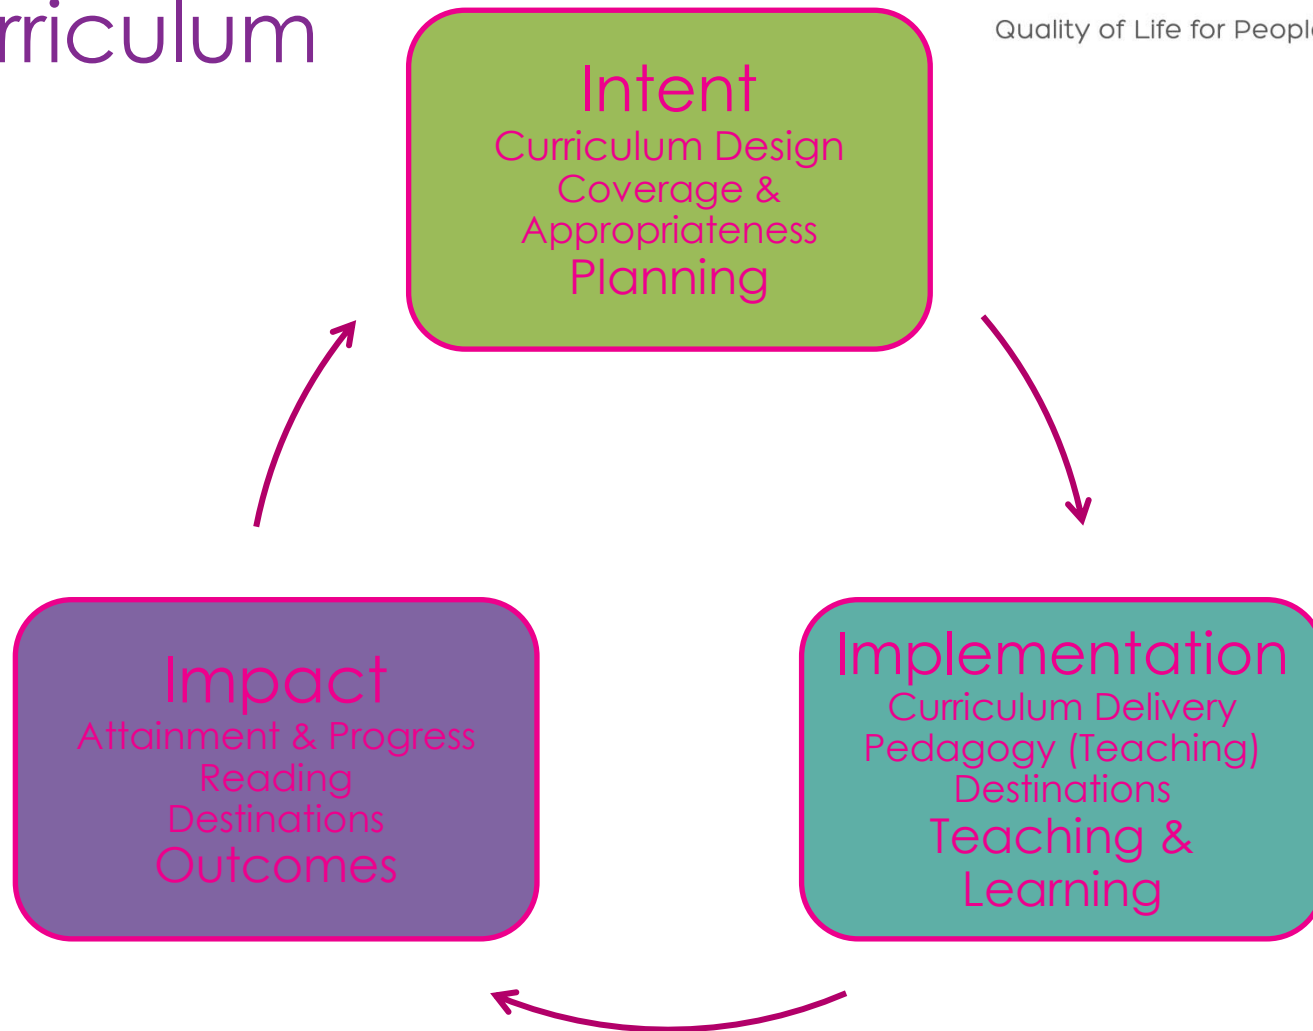 rriculum
Quality of Life for People
Intent
Curriculum Design
Coverage &
Appropriateness
Planning
Impact
Attainment & Progress
Reading
Destinations
Outcomes
Implementation
Curriculum Delivery
Pedagogy (Teaching)
Destinations
Teaching &
Learning